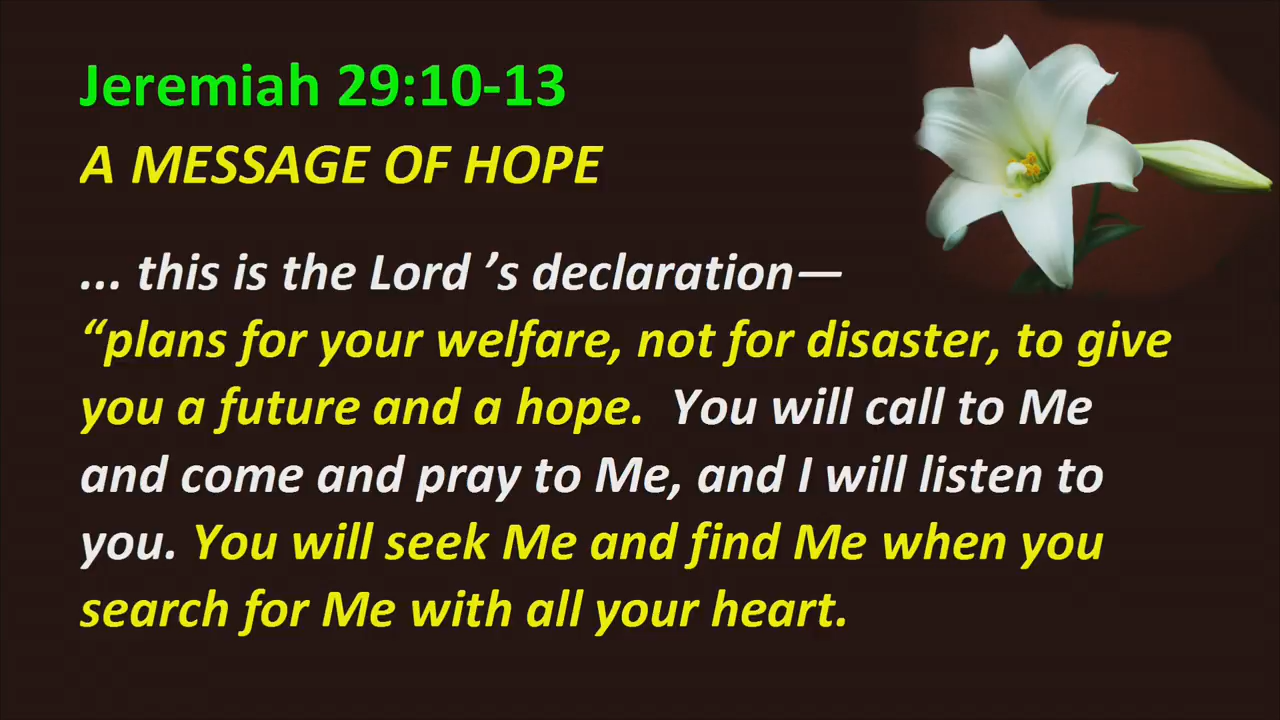 Jeremiah 29:10-13
A MESSAGE OF HOPE
... this is the Lord ’s declaration—
“plans for your welfare, not for disaster, to give
you a future and a hope. You will call to Me
and come and pray to Me, and I will listen to
you. You will seek Me and find Me when you
search for Me with all your heart.